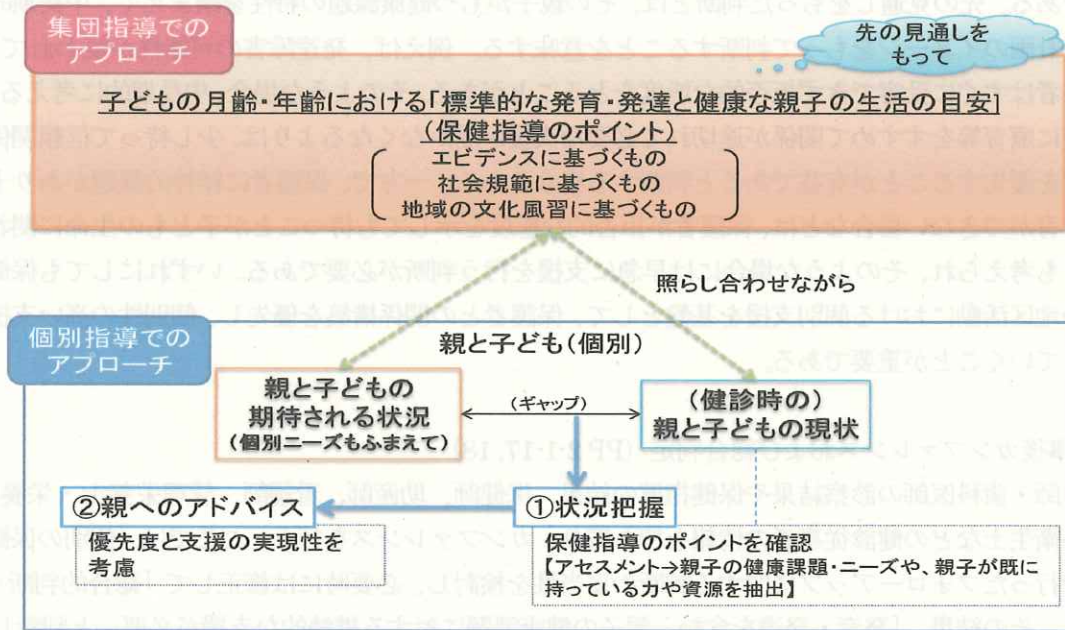 集団指導での
アプローチ
先の見通しを
もって
子どもの月齢・年齢における「標準的な発育・発達と健康な親子の生活の目安]
(保健指導のポイント)
エビデンスに基づくもの
社会規範に基づくもの
地域の文化風習に基づくもの
照らし合わせながら
個別指導での
アプローチ
親と子ども(個別)
親と子どもの
期待される状況
(個別ニーズもふまえて)
(ギャップ)
(健診時の)
親と子どもの現状
②親へのアドバイス
①状況把握
優先度と支援の実現性を
考慮
保健指導のポイントを確認
【アセスメント→親子の健康課題・ニーズや、親子が既に
持っている力や資源を抽出】